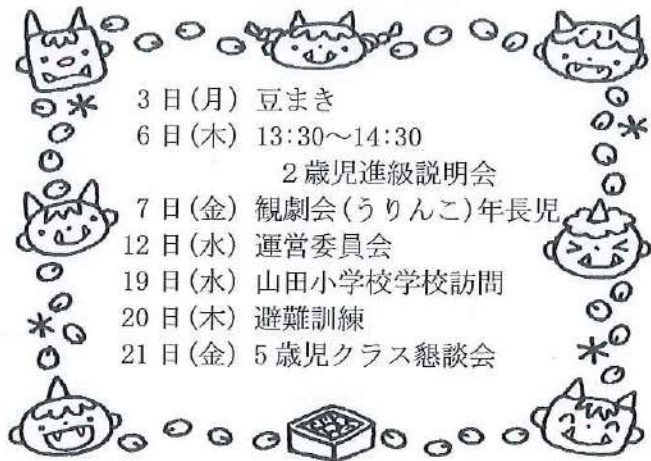 3日(月) 豆まき
6日(木) 13:30～14:30
2歳児進級説明会
7日(金) 観劇会(うりんこ)年長児
12日(水) 運営委員会
19日(水) 山田小学校学校訪問
20日(木) 避難訓練
21日(金) 5歳児クラス懇談会